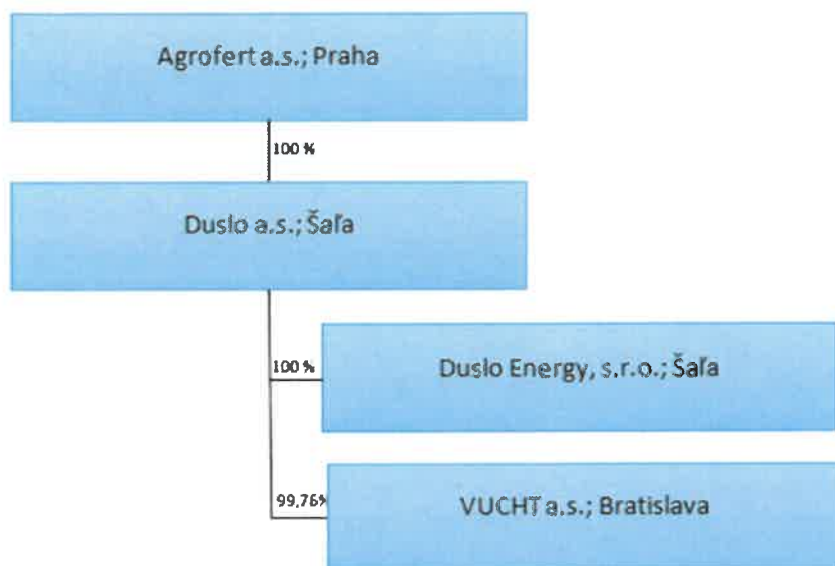 Agrofert a.s.; Praha
100 %
Duslo a.s.; Šaľa
100 %
Duslo Energy, s.r.o.; Šaľa
99,76%
VUCHT a.s.; Bratislava